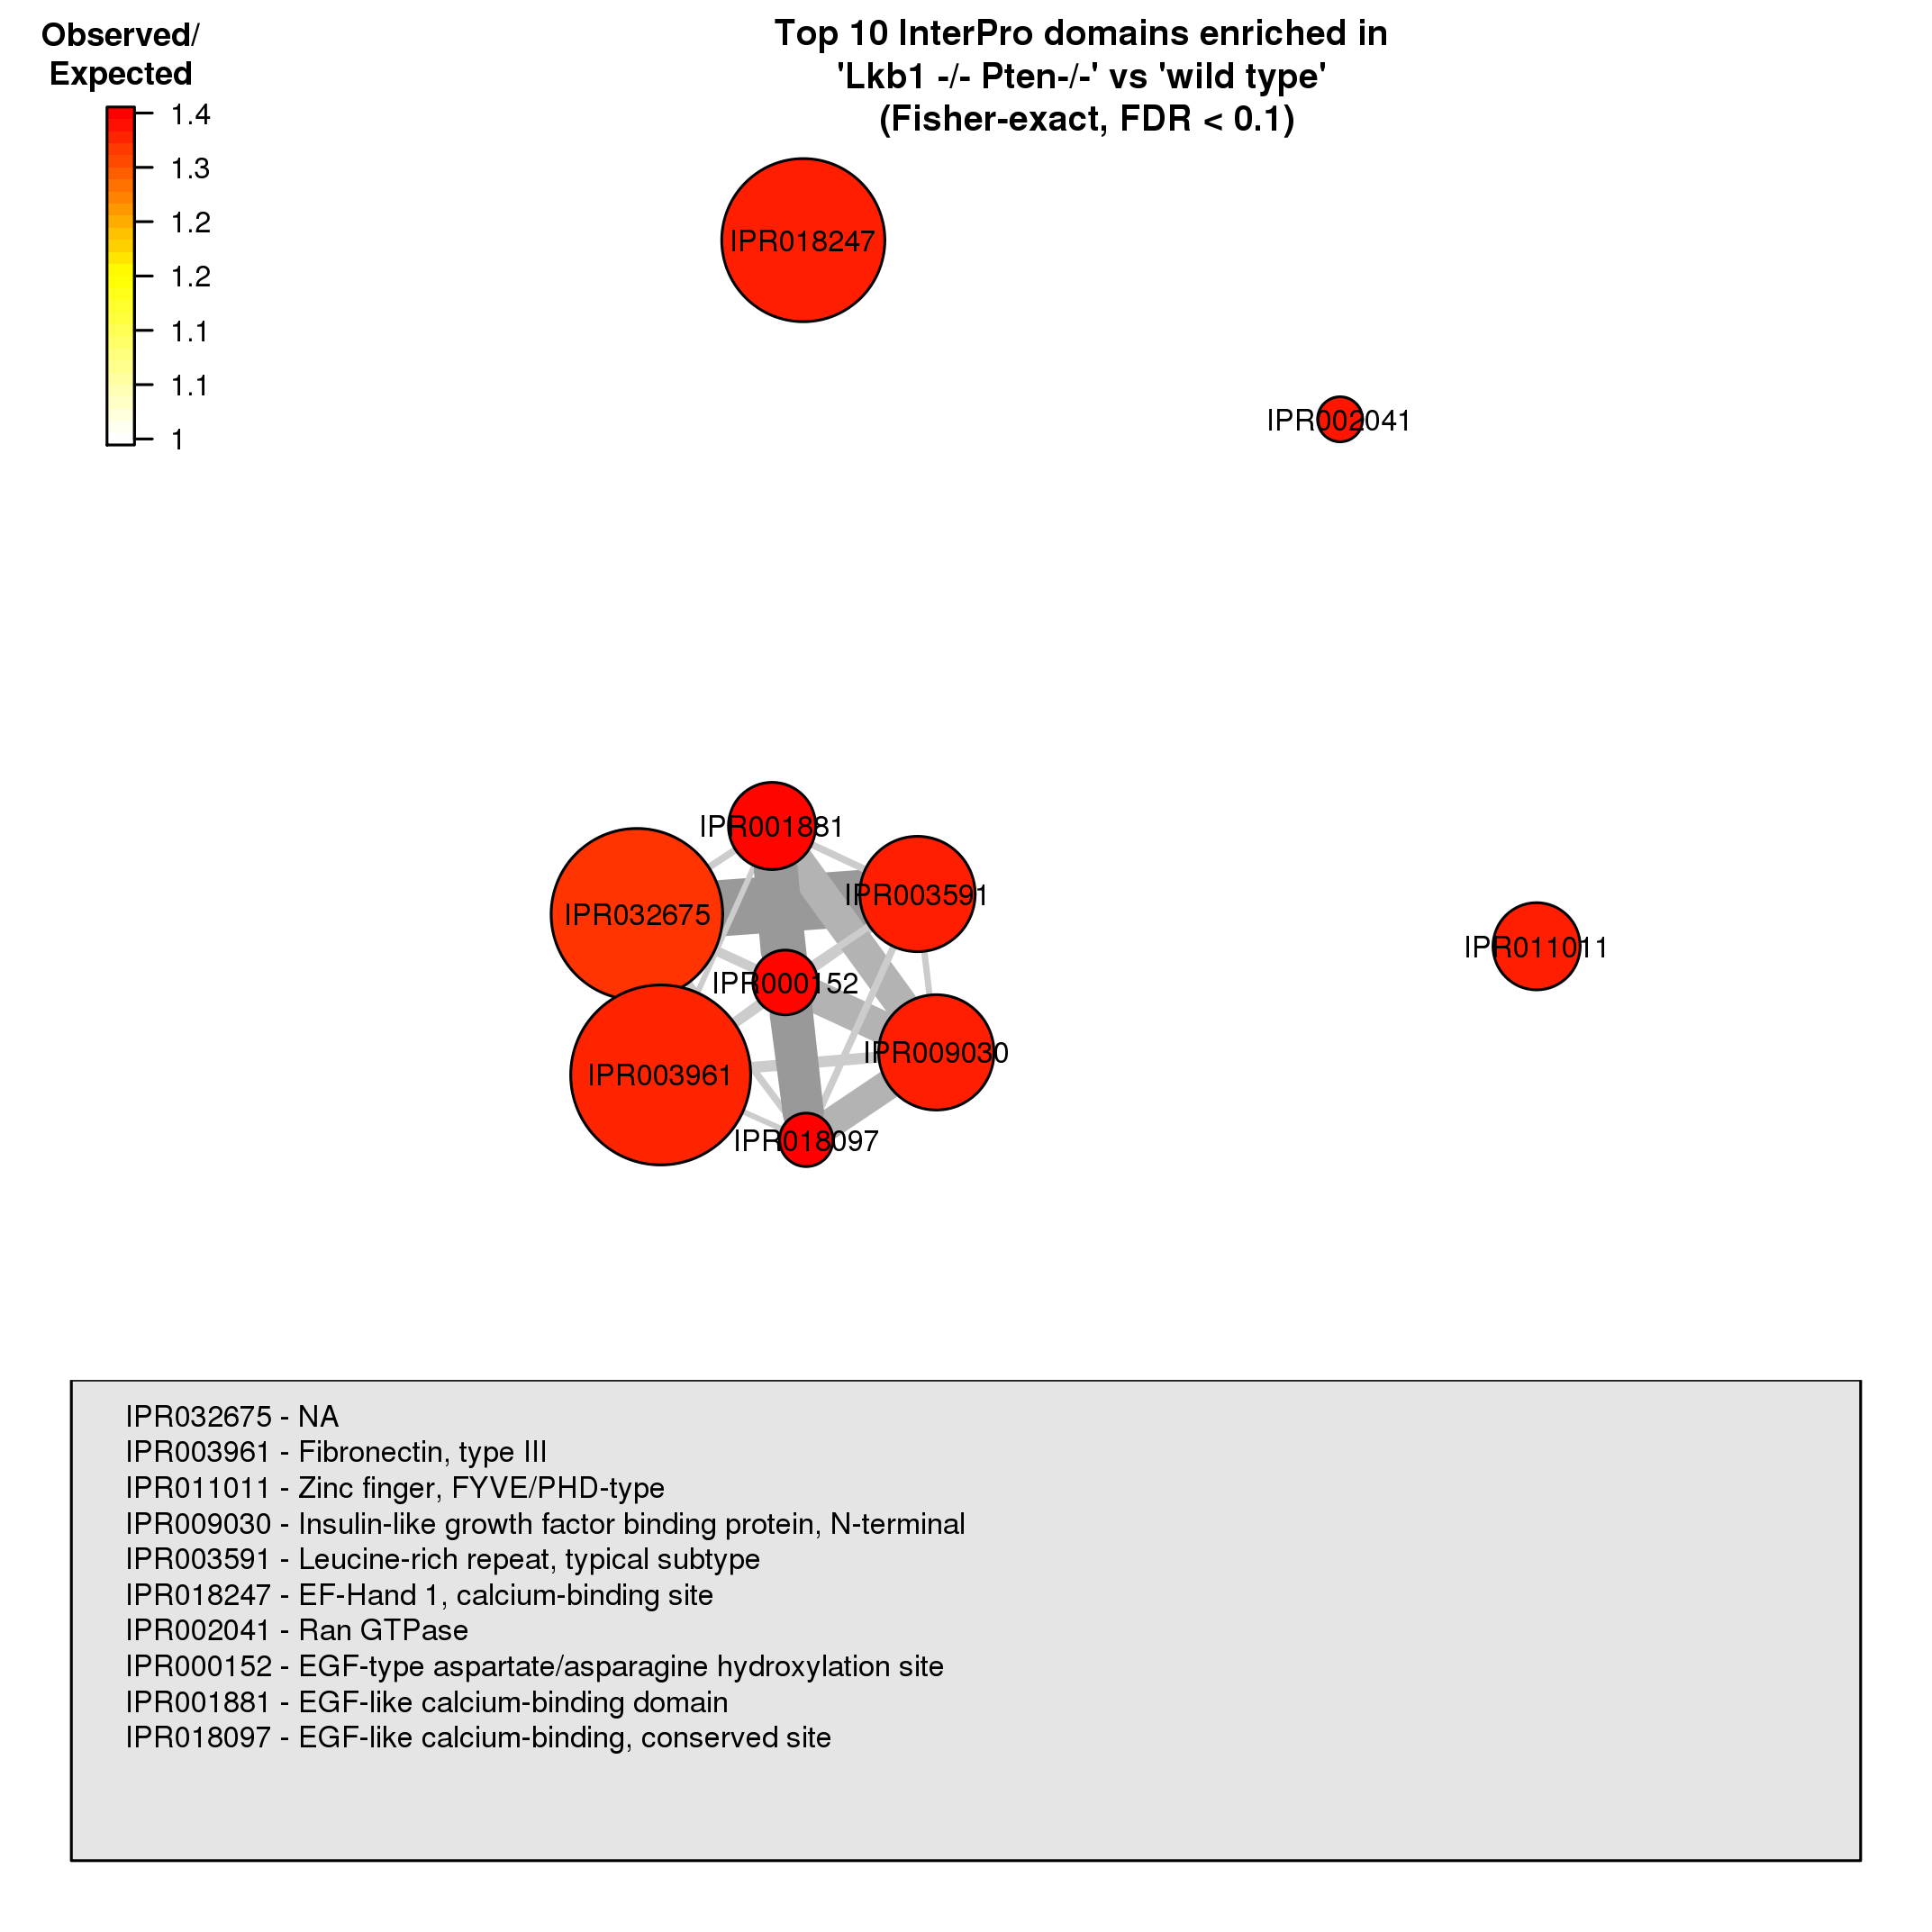 Observed/
Expected
1.4
1.3
1.2
1.2
1.1
1.1
1
Top 10 InterPro domains enriched in
'Lkb1 -/- Pten-/-' vs 'wild type'
(Fisher-exact, FDR < 0.1)
IPR018247
IPR002041
IPR001881
IPR003591
IPR032675
IPR011011
IPR000152
IPR009030
IPR003961
IPR018097
IPR032675 - NA
IPR003961 - Fibronectin, type III
IPR011011 - Zinc finger, FYVE/PHD-type
IPR009030 - Insulin-like growth factor binding protein, N-terminal
IPR003591 - Leucine-rich repeat, typical subtype
IPR018247 - EF-Hand 1, calcium-binding site
IPR002041 - Ran GTPase
IPR000152 - EGF-type aspartate/asparagine hydroxylation site
IPR001881 - EGF-like calcium-binding domain
IPR018097 - EGF-like calcium-binding, conserved site